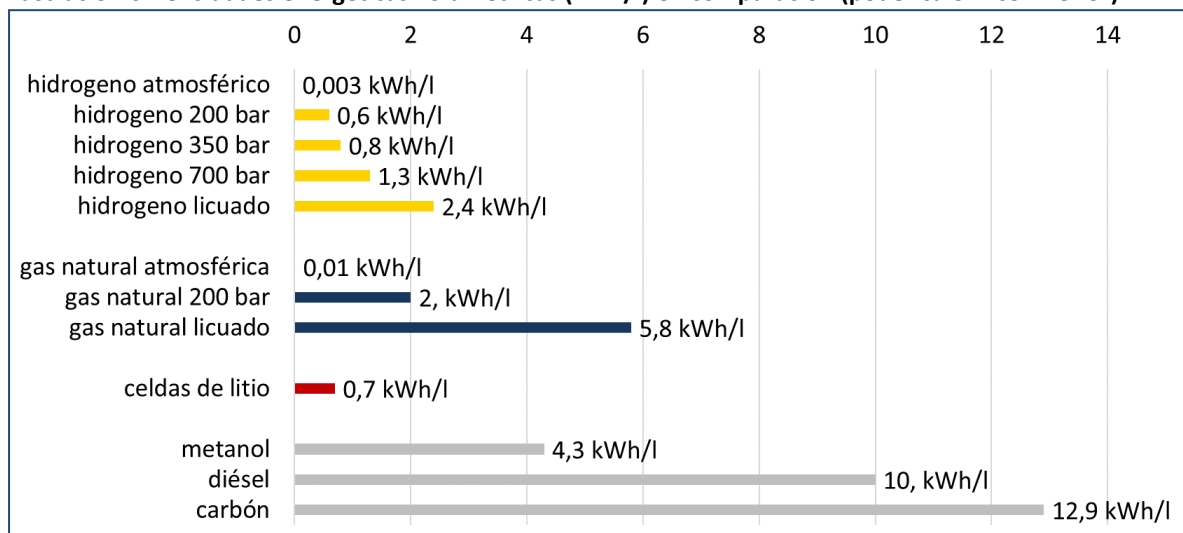 0 2 4 6 8 10 12 14
hidrogeno atmosférico 0,003 kWh/l
hidrogeno 200 bar 0,6 kWh/l
hidrogeno 350 bar 0,8 kWh/l
hidrogeno 700 bar 1,3 kWh/l
hidrogeno licuado 2,4 kWh/l
gas natural atmosférica 0,01 kWh/l
gas natural 200 bar 2, kWh/l
gas natural licuado 5,8 kWh/l
celdas de litio 0,7 kWh/l
metanol 4,3 kWh/l
diésel 10, kWh/l
carbón 12,9 kWh/l